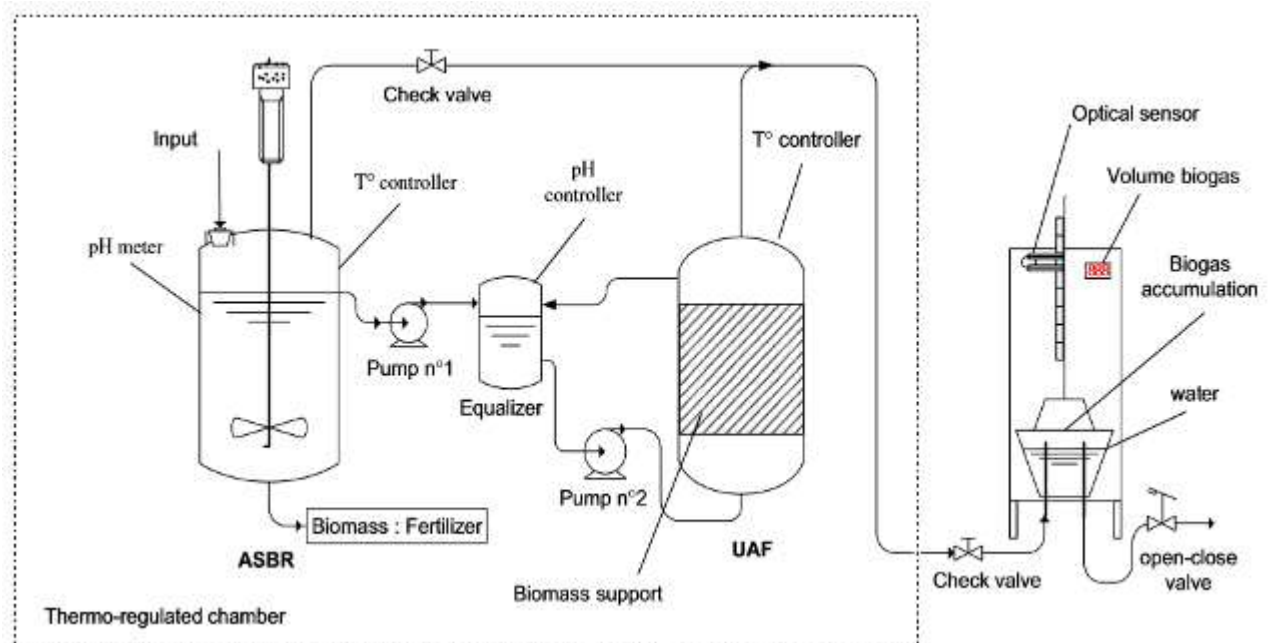 Check valve
Optical sensor
Input
T° controller
Volume biogas
pH
controller
T° controller
pH meter
Biogas
accumulation
Pump n°1
Equalizer
water
Pump n°2
Biomass : Fertilizer
ASBR
UAF
open-close
valve
Check valve
Biomass support
Thermo-regulated chamber